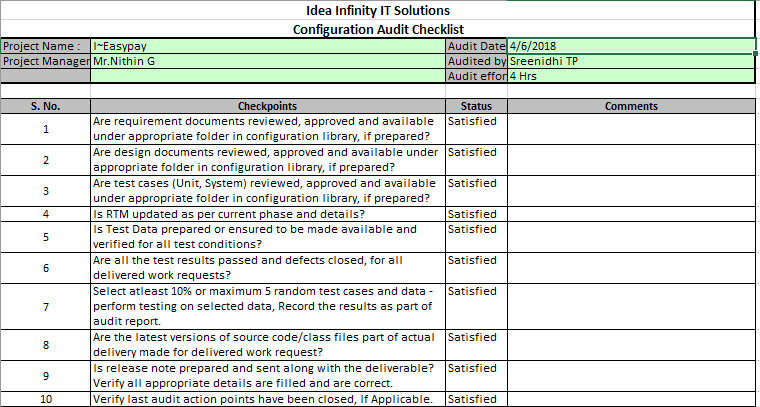 Idea Infinity IT Solutions
Configuration Audit Checklist
Project Name : I~Easypay Audit Date 4/6/2018
Project Manager Mr.Nithin G Audited by Sreenidhi TP
Audit effor 4 Hrs
S. No. Checkpoints Status Comments
1 Are requirement documents reviewed, approved and available Satisfied
under appropriate folder in configuration library, if prepared?
2 Are design documents reviewed, approved and available under Satisfied
appropriate folder in configuration library, if prepared?
3 Are test cases (Unit, System) reviewed, approved and available Satisfied
under appropriate folder in configuration library, if prepared?
4 Is RTM updated as per current phase and details? Satisfied
5 Is Test Data prepared or ensured to be made available and Satisfied
verified for all test conditions?
6 Are all the test results passed and defects closed, for all Satisfied
delivered work requests?
7 Select atleast 10% or maximum 5 random test cases and data - Satisfied
perform testing on selected data, Record the results as part of
audit report.
8 Are the latest versions of source code/class files part of actual Satisfied
delivery made for delivered work request?
9 Is release note prepared and sent along with the deliverable? Satisfied
Verify all appropriate details are filled and are correct.
10 Verify last audit action points have been closed, If Applicable. Satisfied